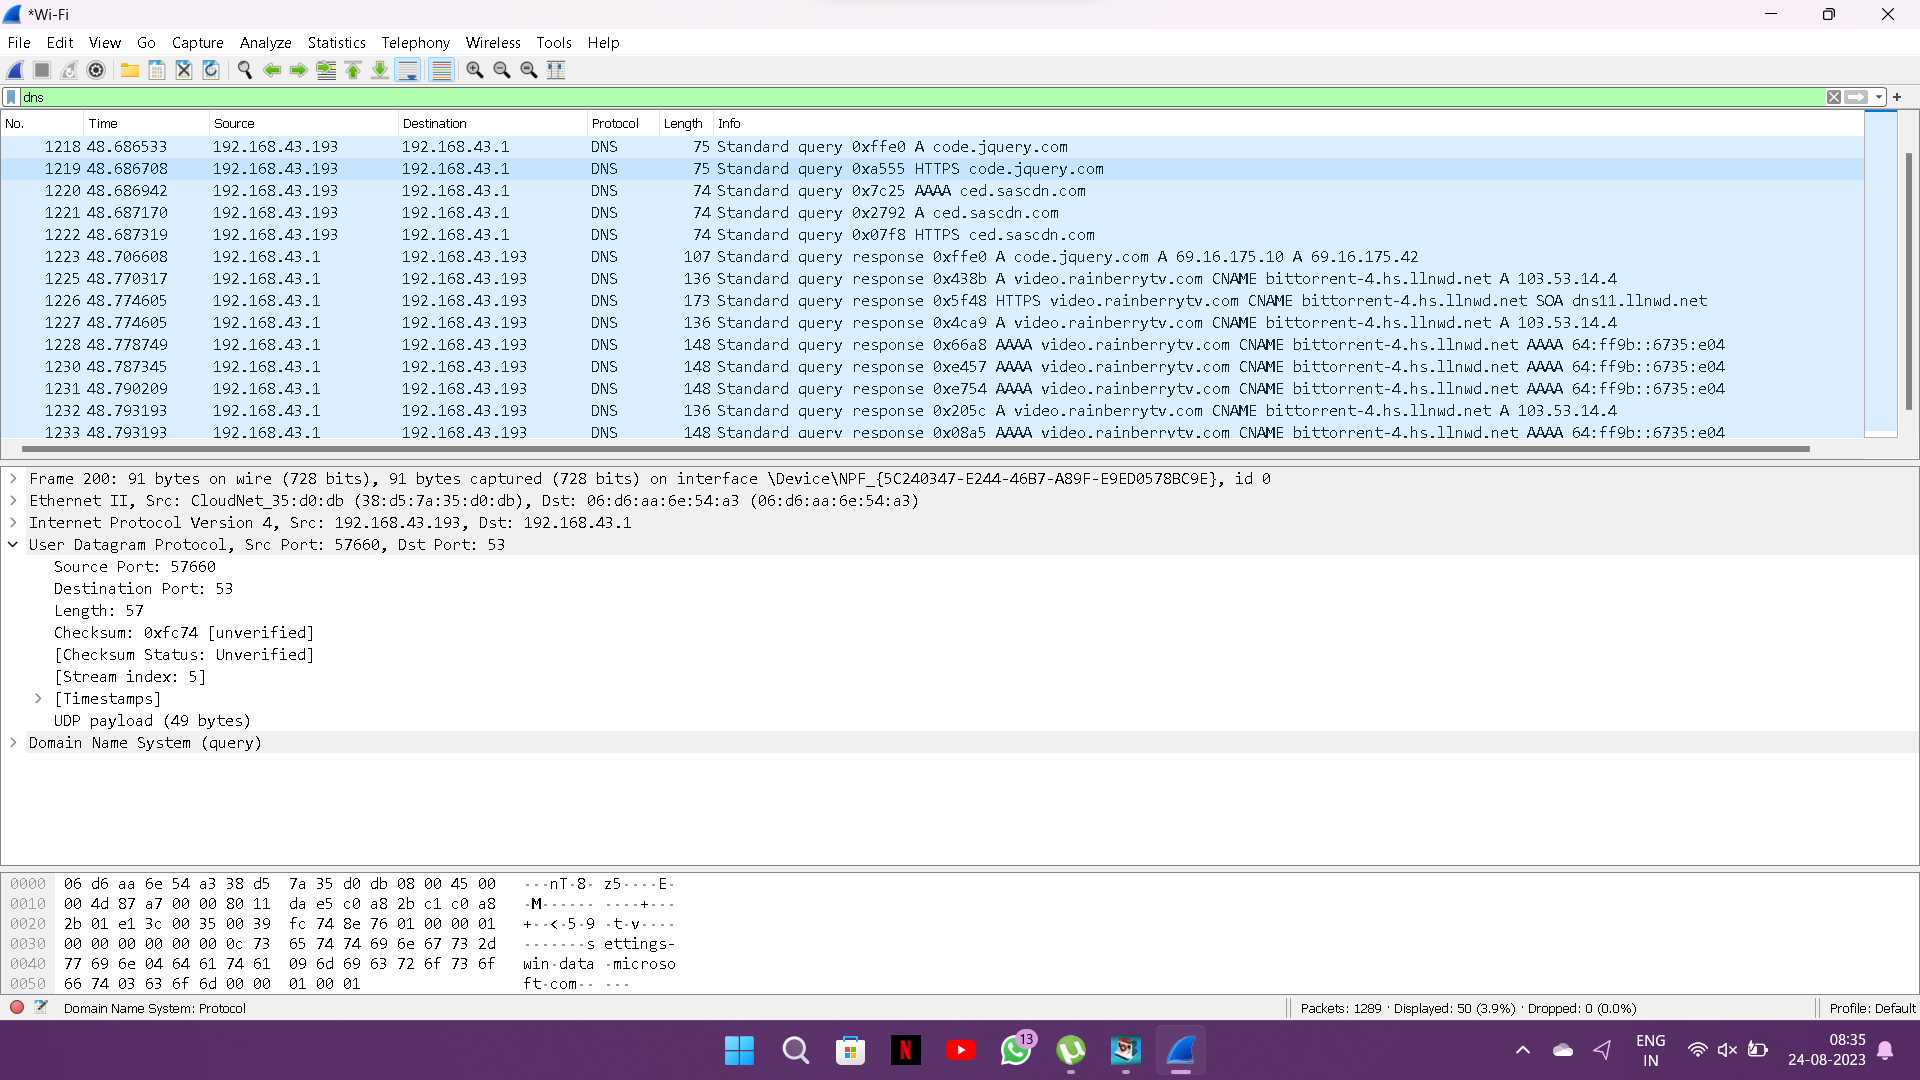 *Wi-Fi
File Edit View Go Capture Analyze Statistics Telephony Wireless Tools Help
dns
No. Time Source Destination Protocol Length Info
1218 48.686533 192.168.43.193 192.168.43.1 DNS 75 Standard query 0xffe0 A code.jquery.com
1219 48.686708 192.168.43.193 192.168.43.1 DNS 75 Standard query 0xa555 HTTPS code.jquery.com
1220 48.686942 192.168.43.193 192.168.43.1 DNS 74 Standard query 0x7c25 AAAA ced.sascdn.com
1221 48.687170 192.168.43.193 192.168.43.1 DNS 74 Standard query 0x2792 A ced.sascdn.com
1222 48.687319 192.168.43.193 192.168.43.1 DNS 74 Standard query 0x07f8 HTTPS ced.sascdn.com
1223 48.706608 192.168.43.1 192.168.43.193 DNS 107 Standard query response 0xffe0 A code.jquery.com A 69.16.175.10 A 69.16.175.42
1225 48.770317 192.168.43.1 192.168.43.193 DNS 136 Standard query response 0x438b A video.rainberrytv.com CNAME bittorrent-4.hs.llnwd.net A 103.53.14.4
1226 48.774605 192.168.43.1 192.168.43.193 DNS 173 Standard query response 0x5f48 HTTPS video.rainberrytv.com CNAME bittorrent-4.hs.llnwd.net SOA dns11.llnwd.net
1227 48.774605 192.168.43.1 192.168.43.193 DNS 136 Standard query response 0x4ca9 A video.rainberrytv.com CNAME bittorrent-4.hs.llnwd.net A 103.53.14.4
1228 48.778749 192.168.43.1 192.168.43.193 DNS 148 Standard query response 0x66a8 AAAA video.rainberrytv.com CNAME bittorrent-4.hs.llnwd.net AAAA 64:ff9b::6735:e04
1230 48.787345 192.168.43.1 192.168.43.193 DNS 148 Standard query response 0xe457 AAAA video.rainberrytv.com CNAME bittorrent-4.hs.llnwd.net AAAA 64:ff9b::6735:e04
1231 48.790209 192.168.43.1 192.168.43.193 DNS 148 Standard query response 0xe754 AAAA video.rainberrytv.com CNAME bittorrent-4.hs.llnwd.net AAAA 64:ff9b::6735:e04
1232 48.793193 192.168.43.1 192.168.43.193 DNS 136 Standard query response 0x205c A video.rainberrytv.com CNAME bittorrent-4.hs.llnwd.net A 103.53.14.4
1233 48.793193 192.168.43.1 192.168.43.193 DNS 148 Standard query response 0x08a5 AAAA video.rainberrytv.com CNAME bittorrent-4.hs.llnwd.net AAAA 64:ff9b::6735:e04
Frame 200: 91 bytes on wire (728 bits), 91 bytes captured (728 bits) on interface \Device\NPF_{5C240347-E244-46B7-A89F-E9ED0578BC9E}, id 0
Ethernet II, Src: CloudNet_35:d0:db (38:d5:7a:35:d0:db), Dst: 06:d6:aa:6e:54:a3 (06:d6:aa:6e:54:a3)
Internet Protocol Version 4, Src: 192.168.43.193, Dst: 192.168.43.1
User Datagram Protocol, Src Port: 57660, Dst Port: 53
Source Port: 57660
Destination Port: 53
Length: 57
Checksum: 0xfc74 [unverified]
[Checksum Status: Unverified]
[Stream index: 5]
[Timestamps]
UDP payload (49 bytes)
Domain Name System (query)
0000 06 d6 aa 6e 54 a3 38 d5 7a 35 d0 db 08 00 45 00 ···nT·8· z5····E·
0010 00 4d 87 a7 00 00 80 11 da e5 c0 a8 2b c1 c0 a8 ·M······ ····+···
0020 2b 01 e1 3c 00 35 00 39 fc 74 8e 76 01 00 00 01 +··<·5·9 ·t·v····
0030 00 00 00 00 00 00 0c 73 65 74 74 69 6e 67 73 2d ·······s ettings-
0040 77 69 6e 04 64 61 74 61 09 6d 69 63 72 6f 73 6f win·data ·microso
0050 66 74 03 63 6f 6d 00 00 01 00 01 ft·com·· ···
Domain Name System: Protocol Packets: 1289 · Displayed: 50 (3.9%) · Dropped: 0 (0.0%) Profile: Default
13
ENG
IN
08:35
24-08-2023